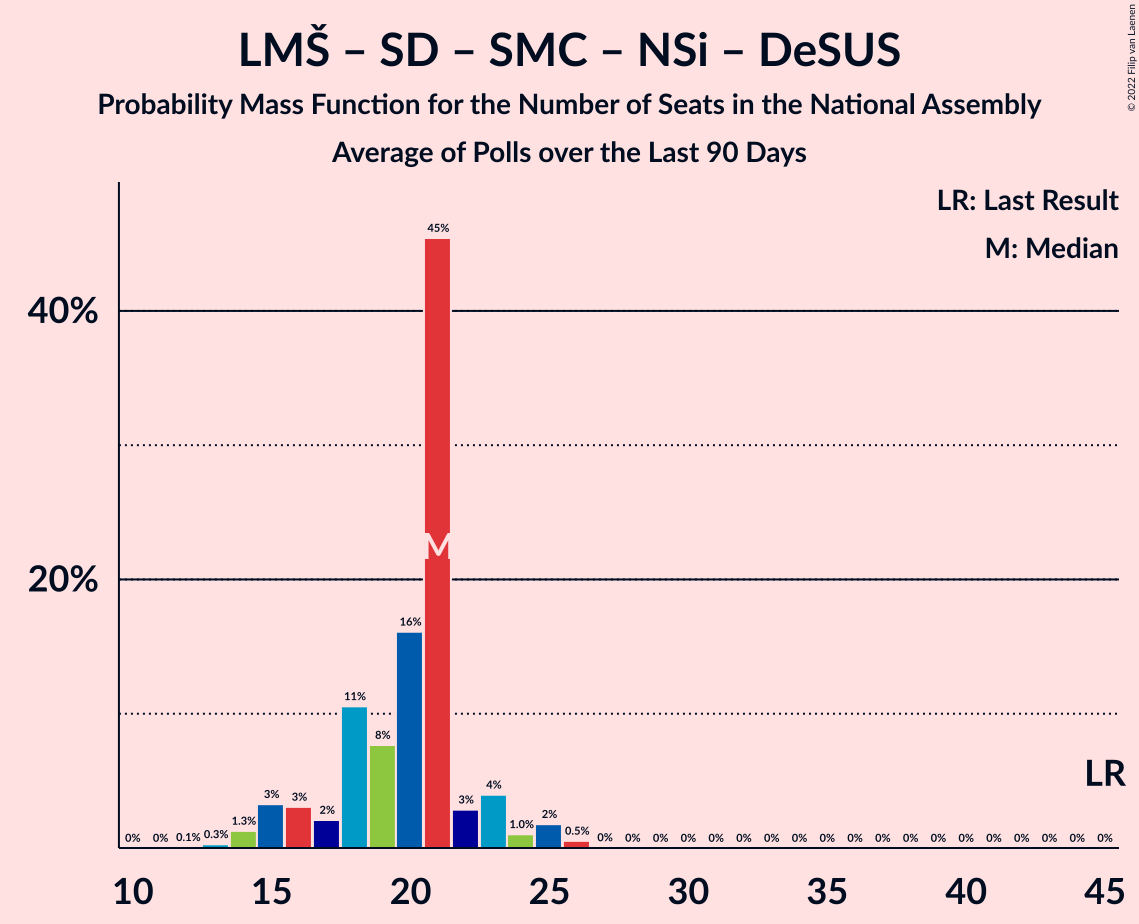 LMŠ – SD – SMC – NSi – DeSUS
Probability Mass Function for the Number of Seats in the National Assembly
Average of Polls over the Last 90 Days
© 2022 Filip van Laenen
LR: Last Result
M: Median
40%
20%
0% 0% 0.1% 0.3% 1.3% 3% 3% 2% 11% 8% 16% 45% 3% 4% 1.0% 2% 0.5% 0% 0% 0% 0% 0% 0% 0% 0% 0% 0% 0% 0% 0% 0% 0% 0% 0% 0% 0%
M
LR
10 15 20 25 30 35 40 45